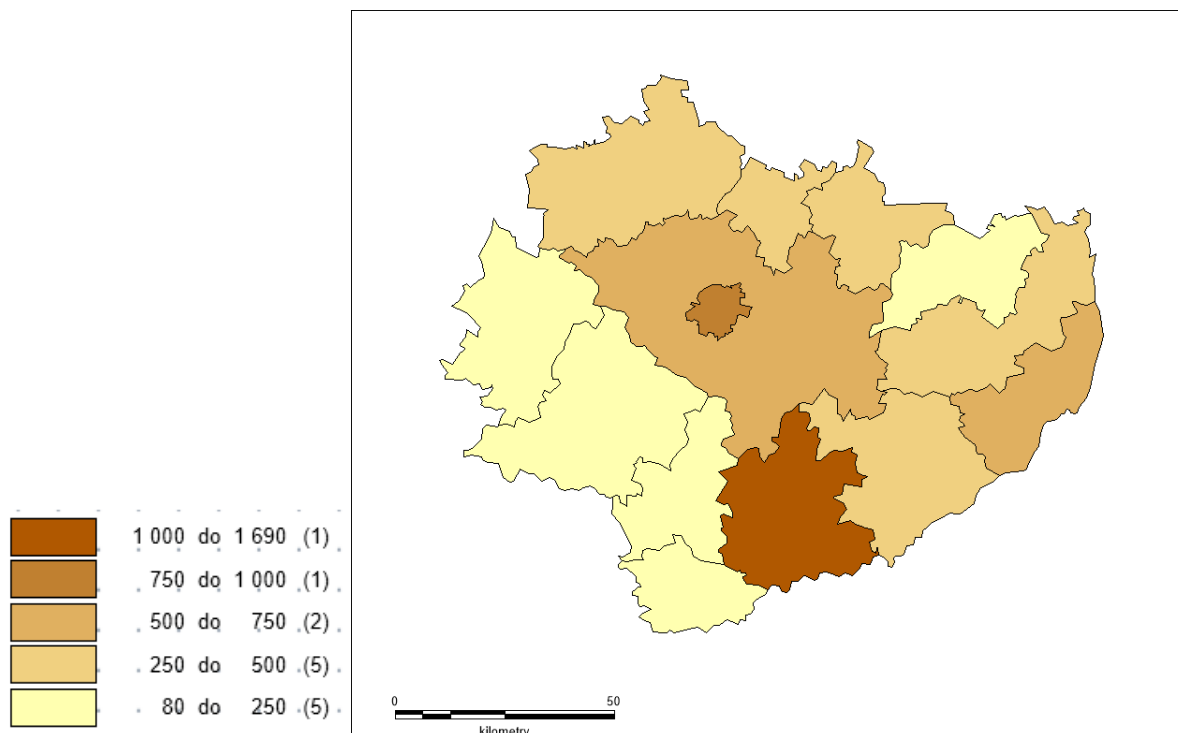 1 000 do 1 690 (1)
750 do 1 000 (1)
500 do 750 (2)
250 do 500 (5)
80 do 250 (5)
0 50
kilometry